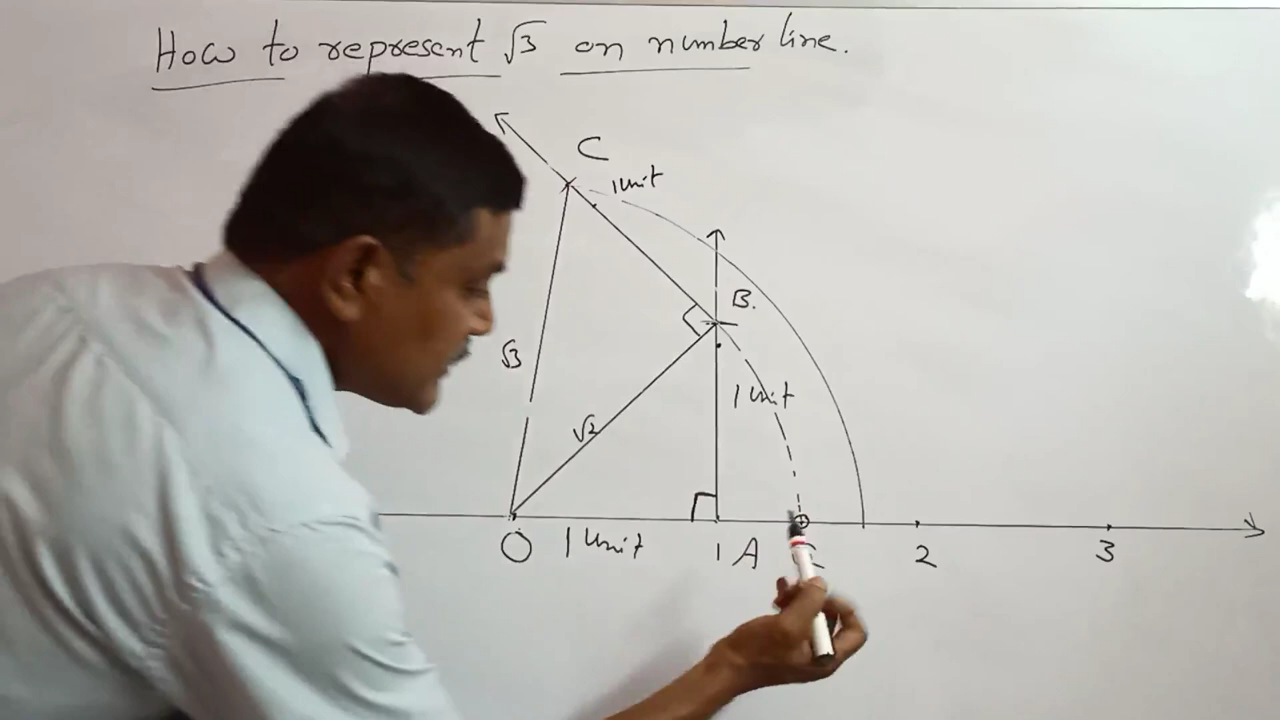 How to represent √3 on number line.
C
1 Unit
B.
√3
1 Unit
√2
O 1 Unit 1 A 2 3